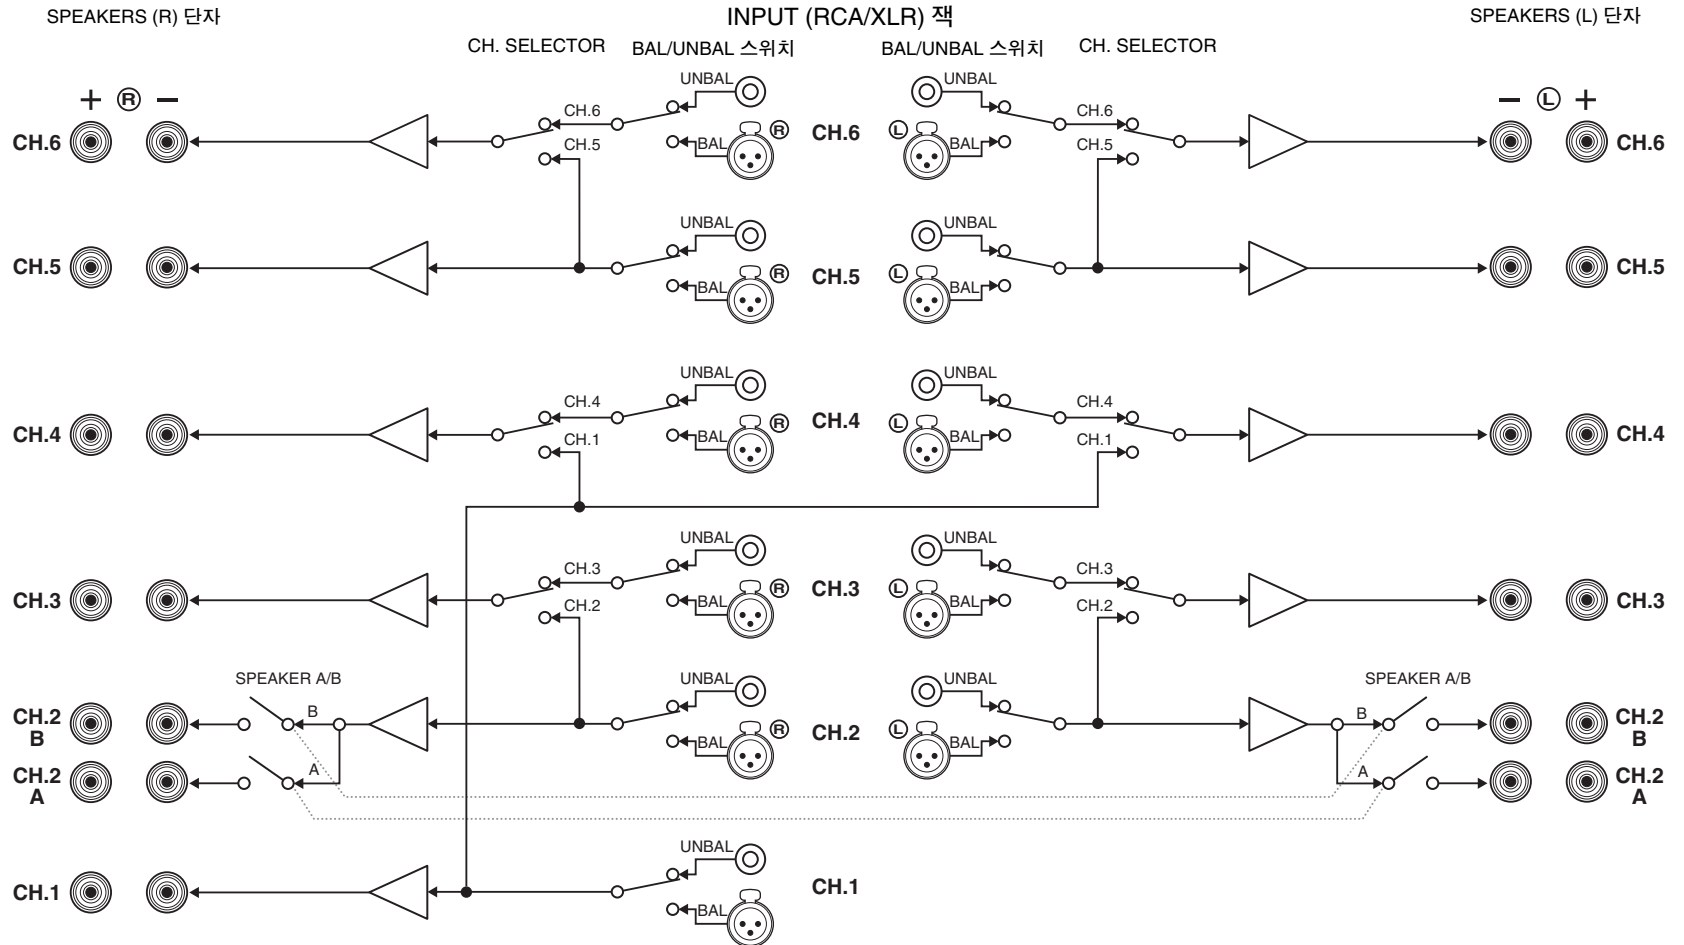 SPEAKERS (R) 단자
INPUT (RCA/XLR) 잭
SPEAKERS (L) 단자
CH. SELECTOR
BAL/UNBAL 스위치
BAL/UNBAL 스위치
CH. SELECTOR
+ R −
− L +
CH.6
CH.6
CH.5
UNBAL
BAL
R
CH.6
L
UNBAL
BAL
CH.6
CH.5
CH.6
CH.5
UNBAL
BAL
R
CH.5
L
UNBAL
BAL
CH.5
CH.4
CH.4
CH.1
UNBAL
BAL
R
CH.4
L
UNBAL
BAL
CH.4
CH.1
CH.4
CH.3
CH.3
CH.2
UNBAL
BAL
R
CH.3
L
UNBAL
BAL
CH.3
CH.2
CH.3
SPEAKER A/B
SPEAKER A/B
CH.2
B
CH.2
A
B
A
UNBAL
BAL
R
CH.2
L
UNBAL
BAL
B
A
CH.2
B
CH.2
A
CH.1
UNBAL
BAL
CH.1